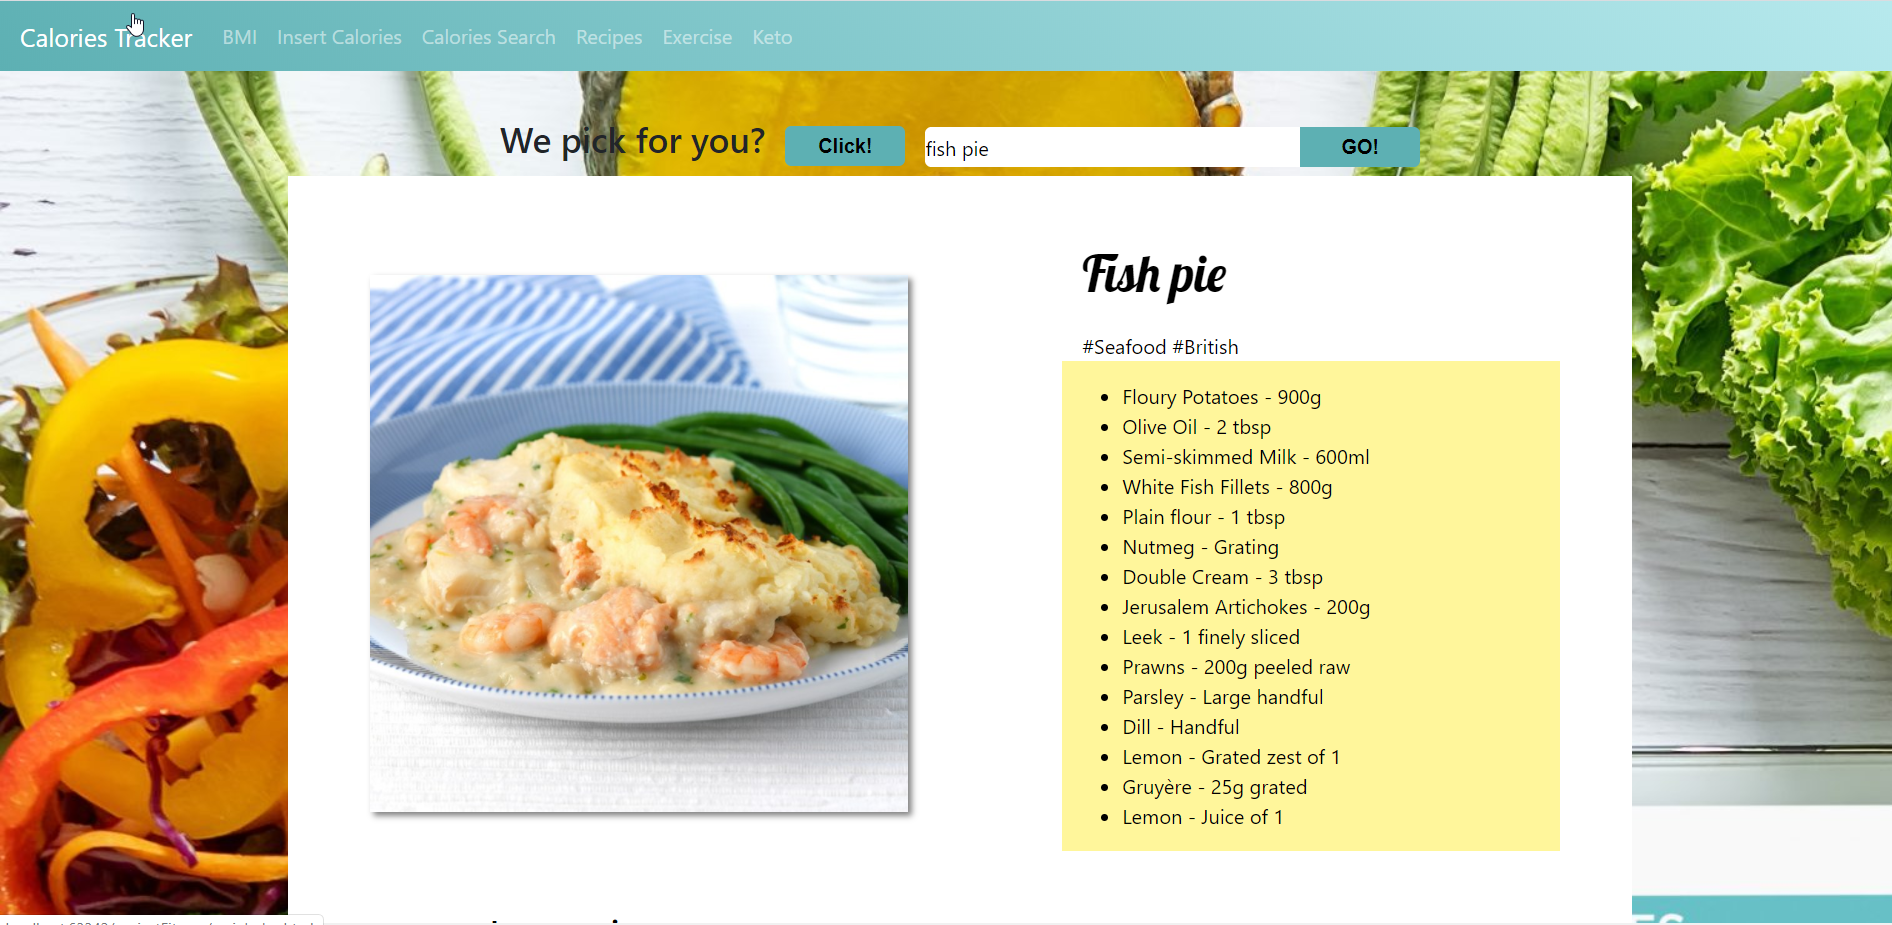 Calories Tracker BMI Insert Calories Calories Search Recipes Exercise Keto
We pick for you? Click! fish pie GO!
Fish pie
#Seafood #British
Floury Potatoes - 900g
Olive Oil - 2 tbsp
Semi-skimmed Milk - 600ml
White Fish Fillets - 800g
Plain flour - 1 tbsp
Nutmeg - Grating
Double Cream - 3 tbsp
Jerusalem Artichokes - 200g
Leek - 1 finely sliced
Prawns - 200g peeled raw
Parsley - Large handful
Dill - Handful
Lemon - Grated zest of 1
Gruyère - 25g grated
Lemon - Juice of 1